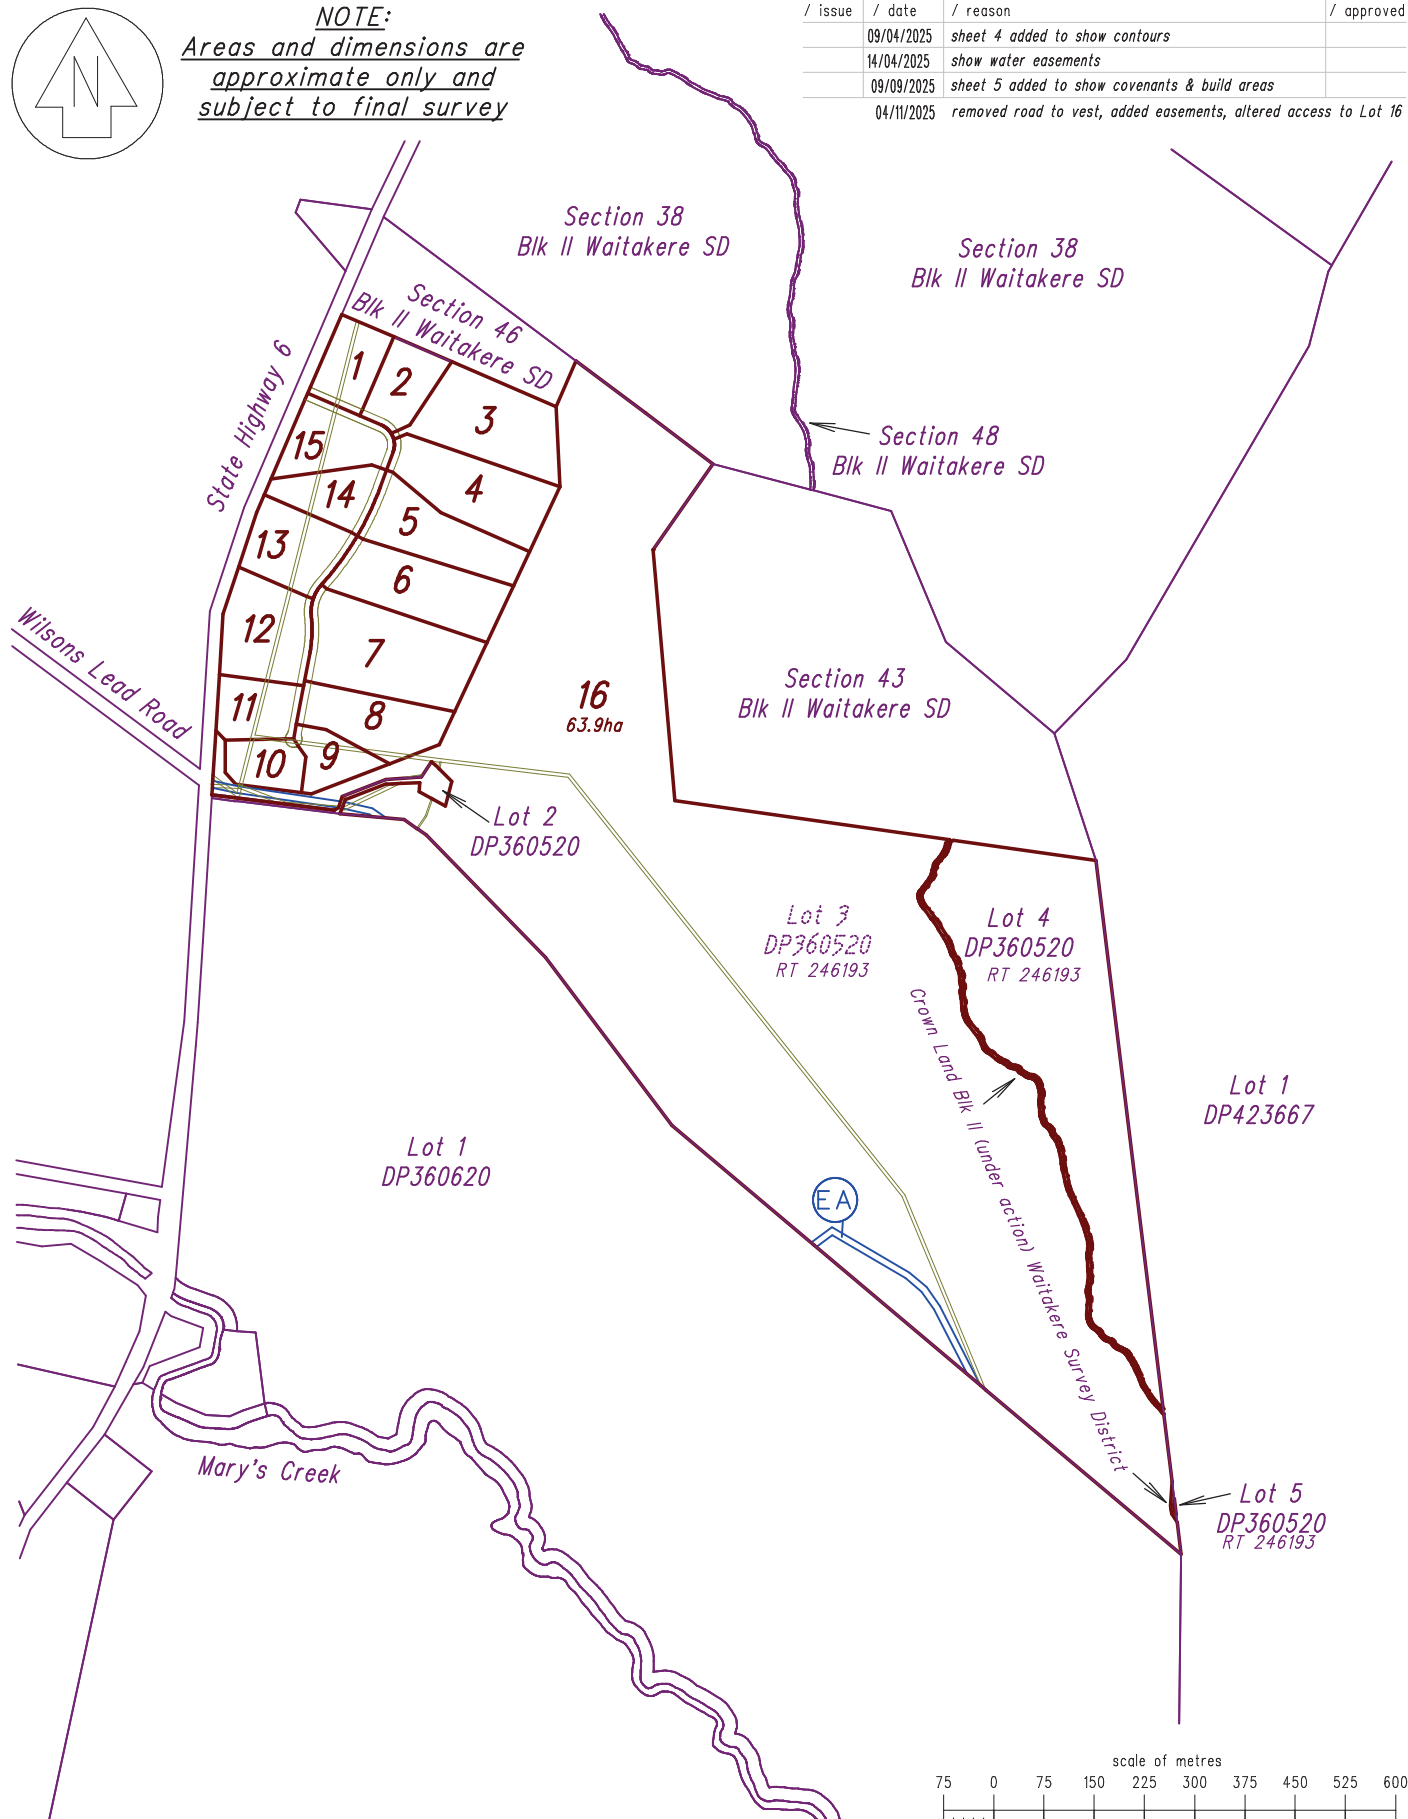 N
NOTE:
Areas and dimensions are
approximate only and
subject to final survey
/ issue / date / reason / approved
09/04/2025 sheet 4 added to show contours
14/04/2025 show water easements
09/09/2025 sheet 5 added to show covenants & build areas
04/11/2025 removed road to vest, added easements, altered access to Lot 16
Section 38
Blk II Waitakere SD
Section 38
Blk II Waitakere SD
Section 46
Blk II Waitakere SD
State Highway 6
1
2
3
15
4
14
5
13
6
12
7
11
8
10
9
Section 48
Blk II Waitakere SD
Wilsons Lead Road
16
63.9ha
Section 43
Blk II Waitakere SD
Lot 2
DP360520
Lot 3
DP360520
RT 246193
Lot 4
DP360520
RT 246193
Crown Land Blk II (under action) Waitakere Survey District
Lot 1
DP423667
Lot 1
DP360620
EA
Mary's Creek
Lot 5
DP360520
RT 246193
scale of metres
75 0 75 150 225 300 375 450 525 600